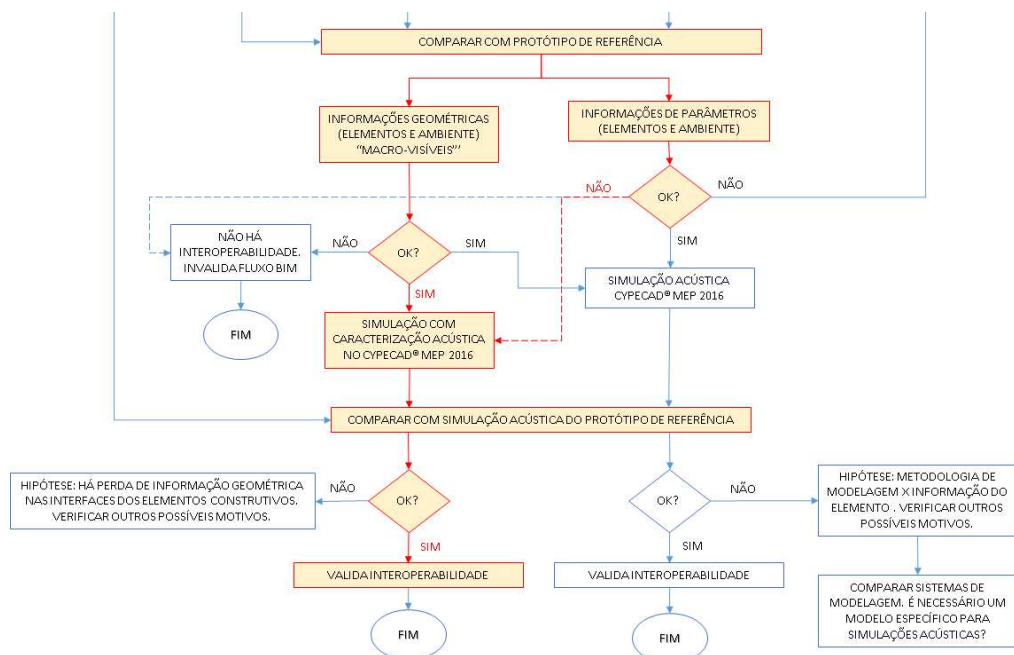 COMPARAR COM PROTÓTIPO DE REFERÊNCIA
INFORMAÇÕES GEOMÉTRICAS
(ELEMENTOS E AMBIENTE)
“MACRO-VISÍVEIS”’
INFORMAÇÕES DE PARÂMETROS
(ELEMENTOS E AMBIENTE)
NÃO
OK?
NÃO
NÃO HÁ
INTEROPERABILIDADE.
INVALIDA FLUXO BIM
NÃO
OK?
SIM
SIM
SIMULAÇÃO ACÚSTICA
CYPECAD® MEP 2016
SIM
FIM
SIMULAÇÃO COM
CARACTERIZAÇÃO ACÚSTICA
NO CYPECAD® MEP 2016
COMPARAR COM SIMULAÇÃO ACÚSTICA DO PROTÓTIPO DE REFERÊNCIA
HIPÓTESE: HÁ PERDA DE INFORMAÇÃO GEOMÉTRICA
NAS INTERFACES DOS ELEMENTOS CONSTRUTIVOS.
VERIFICAR OUTROS POSSÍVEIS MOTIVOS.
NÃO
OK?
OK?
NÃO
HIPÓTESE: METODOLOGIA DE
MODELAGEM X INFORMAÇÃO DO
ELEMENTO . VERIFICAR OUTROS
POSSÍVEIS MOTIVOS.
SIM
SIM
VALIDA INTEROPERABILIDADE
VALIDA INTEROPERABILIDADE
COMPARAR SISTEMAS DE
MODELAGEM. É NECESSÁRIO UM
MODELO ESPECÍFICO PARA
SIMULAÇÕES ACÚSTICAS?
FIM
FIM